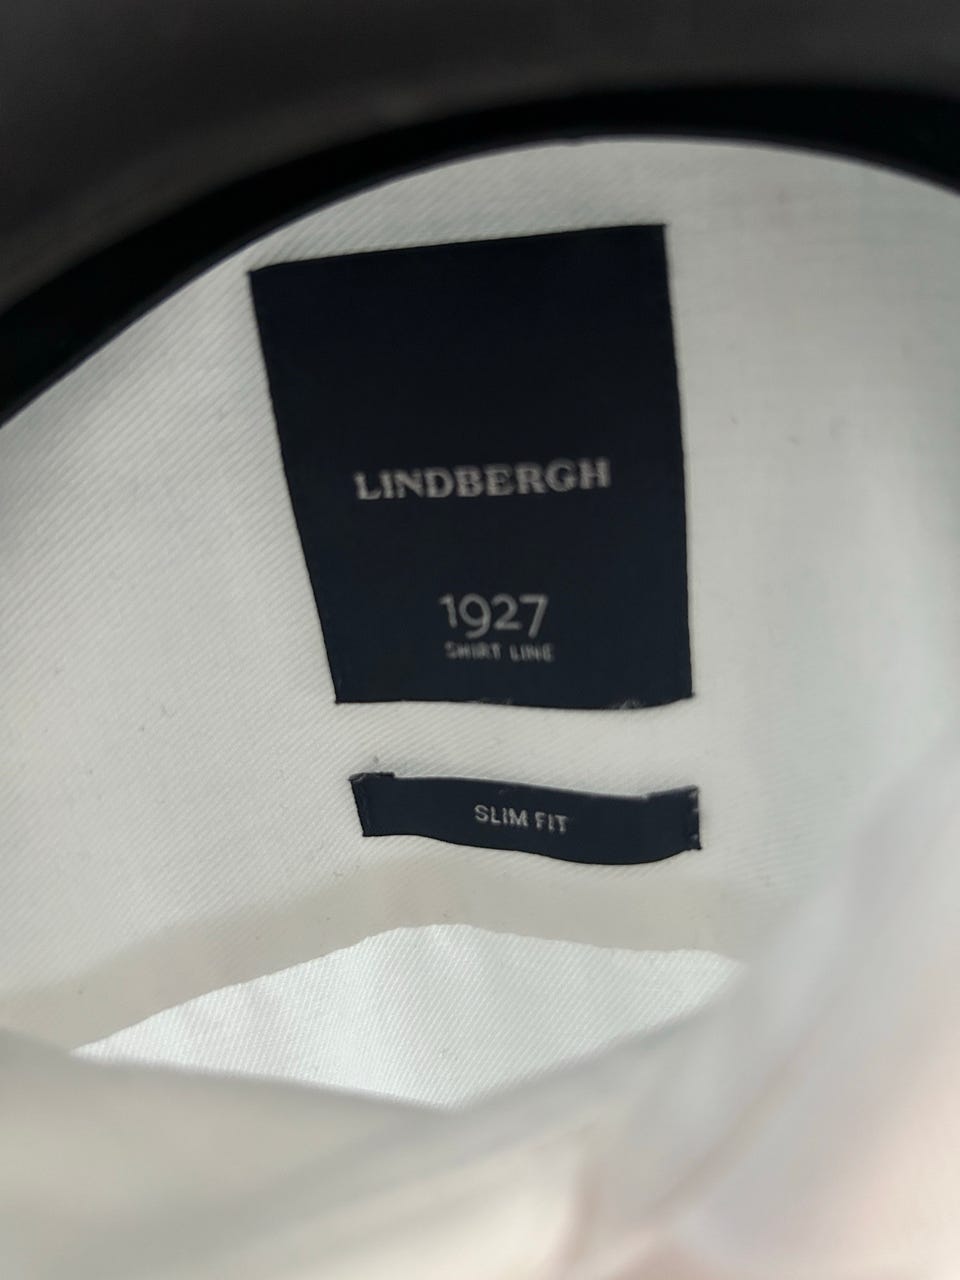 LINDBERGH
1927
SHIRT LINE
SLIM FIT